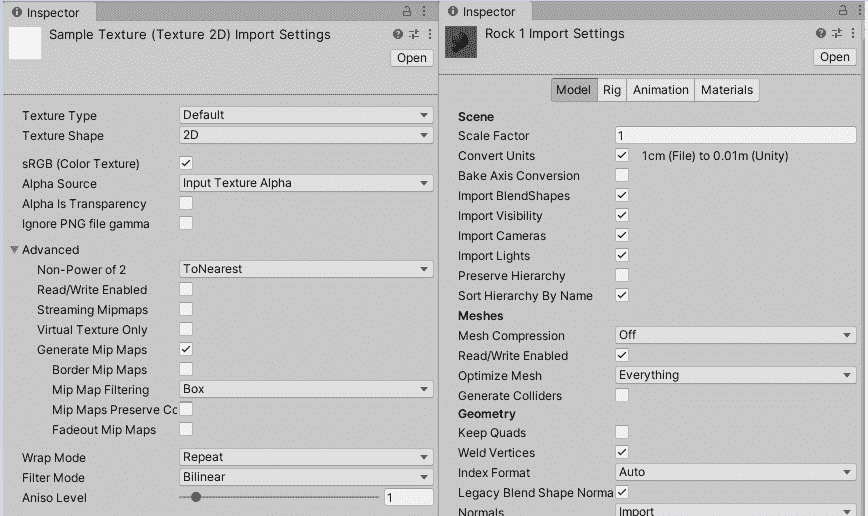 Inspector
Sample Texture (Texture 2D) Import Settings
Open
Texture Type Default
Texture Shape 2D
sRGB (Color Texture)
Alpha Source Input Texture Alpha
Alpha Is Transparency
Ignore PNG file gamma
Advanced
Non-Power of 2 ToNearest
Read/Write Enabled
Streaming Mipmaps
Virtual Texture Only
Generate Mip Maps
Border Mip Maps
Mip Map Filtering Box
Mip Maps Preserve Co
Fadeout Mip Maps
Wrap Mode Repeat
Filter Mode Bilinear
Aniso Level 1
Inspector
Rock 1 Import Settings
Open
Model Rig Animation Materials
Scene
Scale Factor 1
Convert Units 1cm (File) to 0.01m (Unity)
Bake Axis Conversion
Import BlendShapes
Import Visibility
Import Cameras
Import Lights
Preserve Hierarchy
Sort Hierarchy By Name
Meshes
Mesh Compression Off
Read/Write Enabled
Optimize Mesh Everything
Generate Colliders
Geometry
Keep Quads
Weld Vertices
Index Format Auto
Legacy Blend Shape Norma
Normals Import